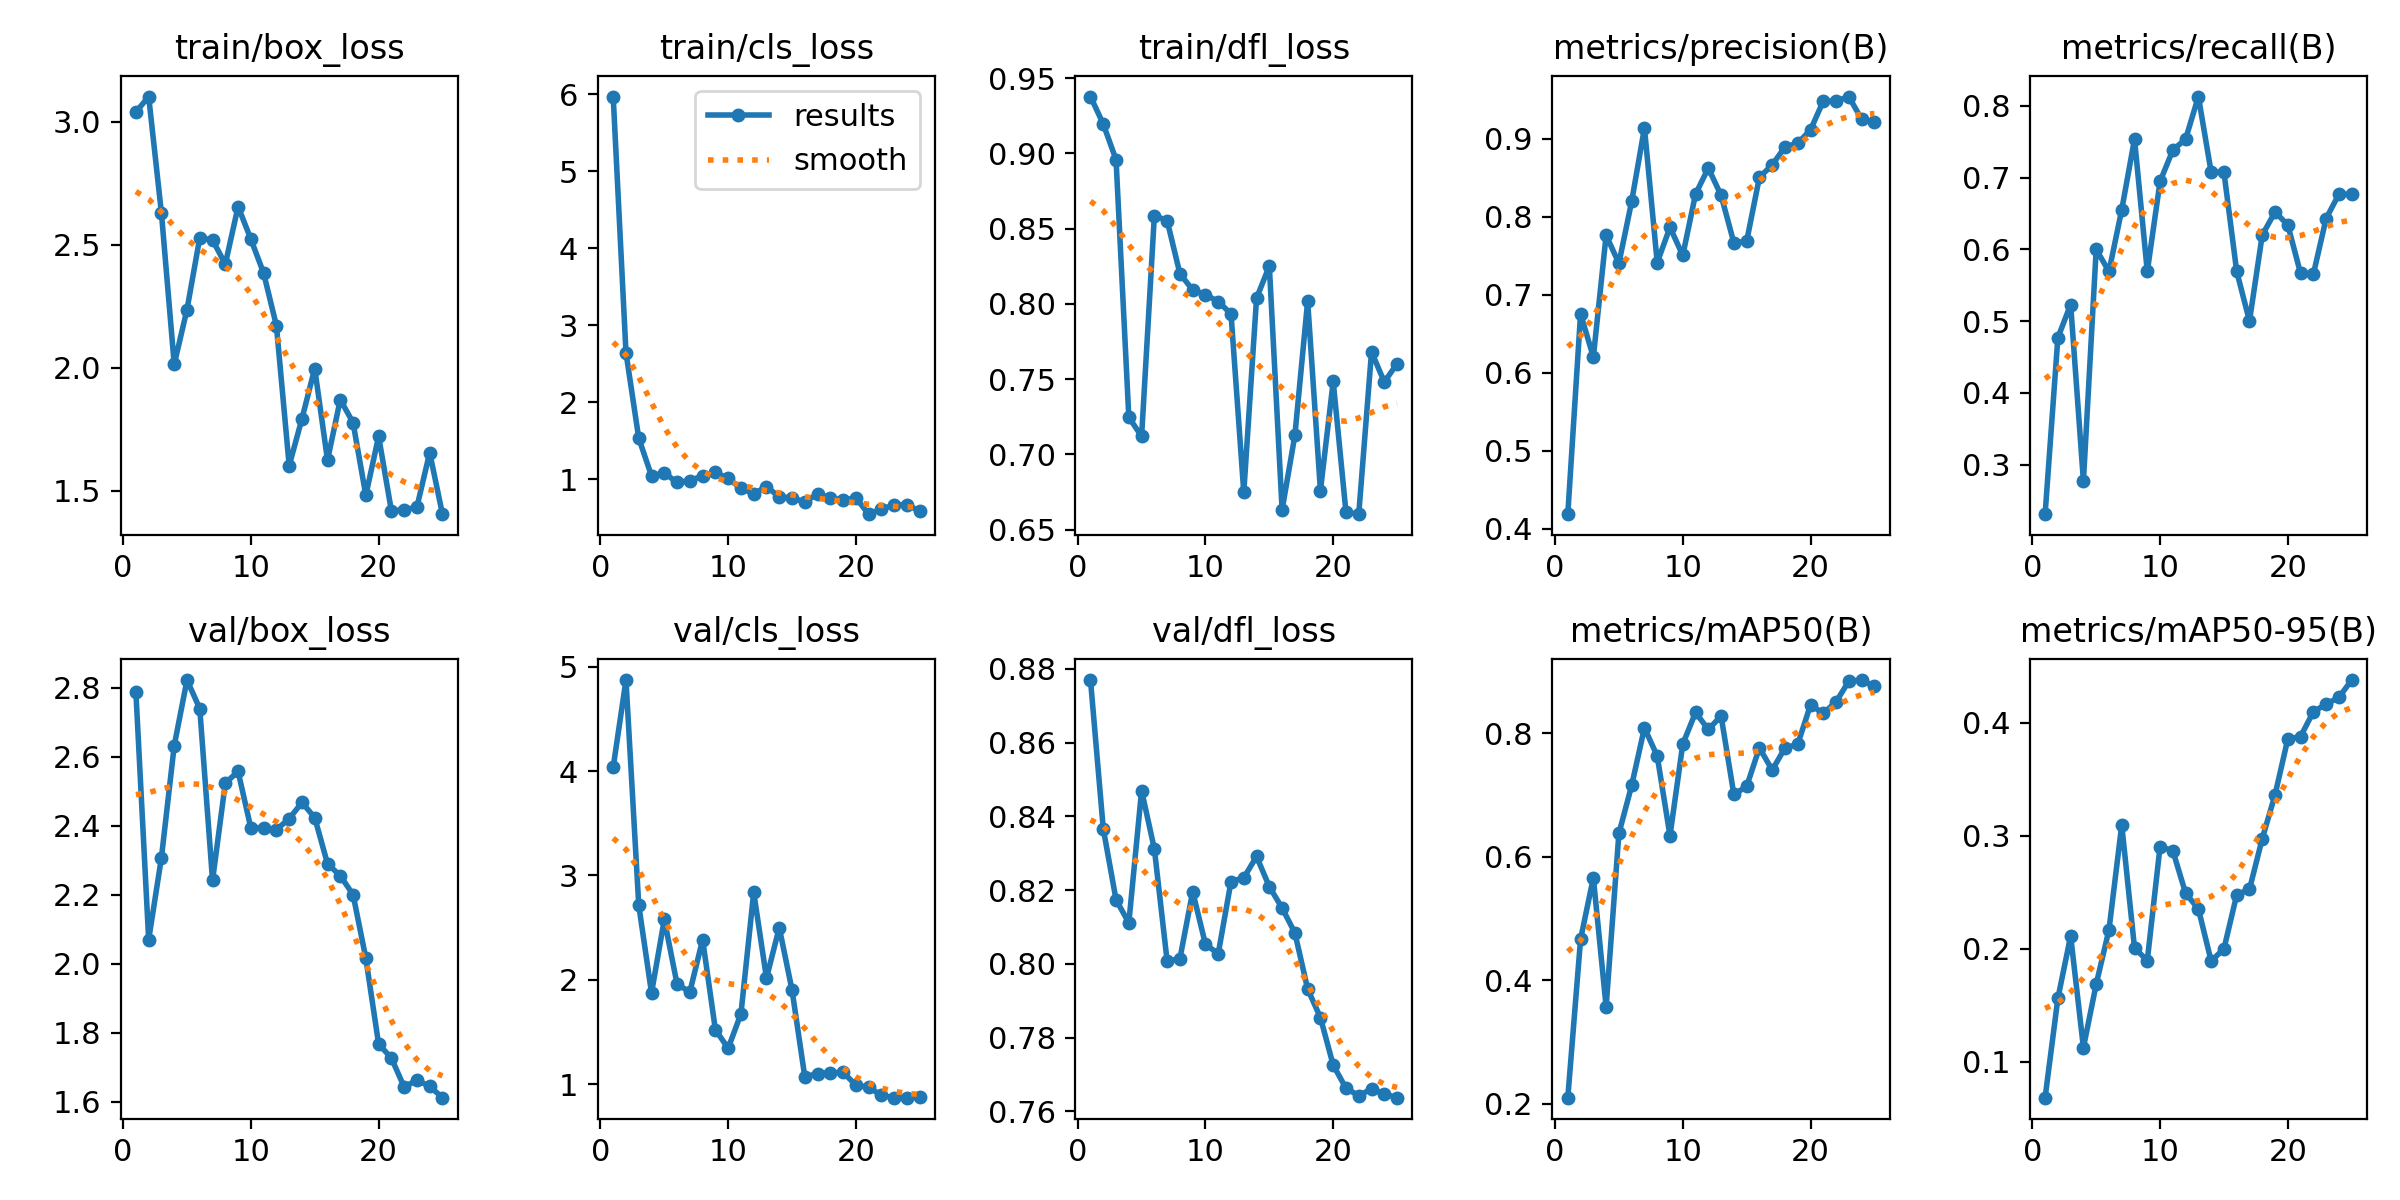 train/box_loss
train/cls_loss
train/dfl_loss
metrics/precision(B)
metrics/recall(B)
3.0
2.5
2.0
1.5
0 10 20
6
5
4
3
2
1
0 10 20
results
smooth
0.95
0.90
0.85
0.80
0.75
0.70
0.65
0 10 20
0.9
0.8
0.7
0.6
0.5
0.4
0 10 20
0.8
0.7
0.6
0.5
0.4
0.3
0 10 20
val/box_loss
val/cls_loss
val/dfl_loss
metrics/mAP50(B)
metrics/mAP50-95(B)
2.8
2.6
2.4
2.2
2.0
1.8
1.6
0 10 20
5
4
3
2
1
0 10 20
0.88
0.86
0.84
0.82
0.80
0.78
0.76
0 10 20
0.8
0.6
0.4
0.2
0 10 20
0.4
0.3
0.2
0.1
0 10 20